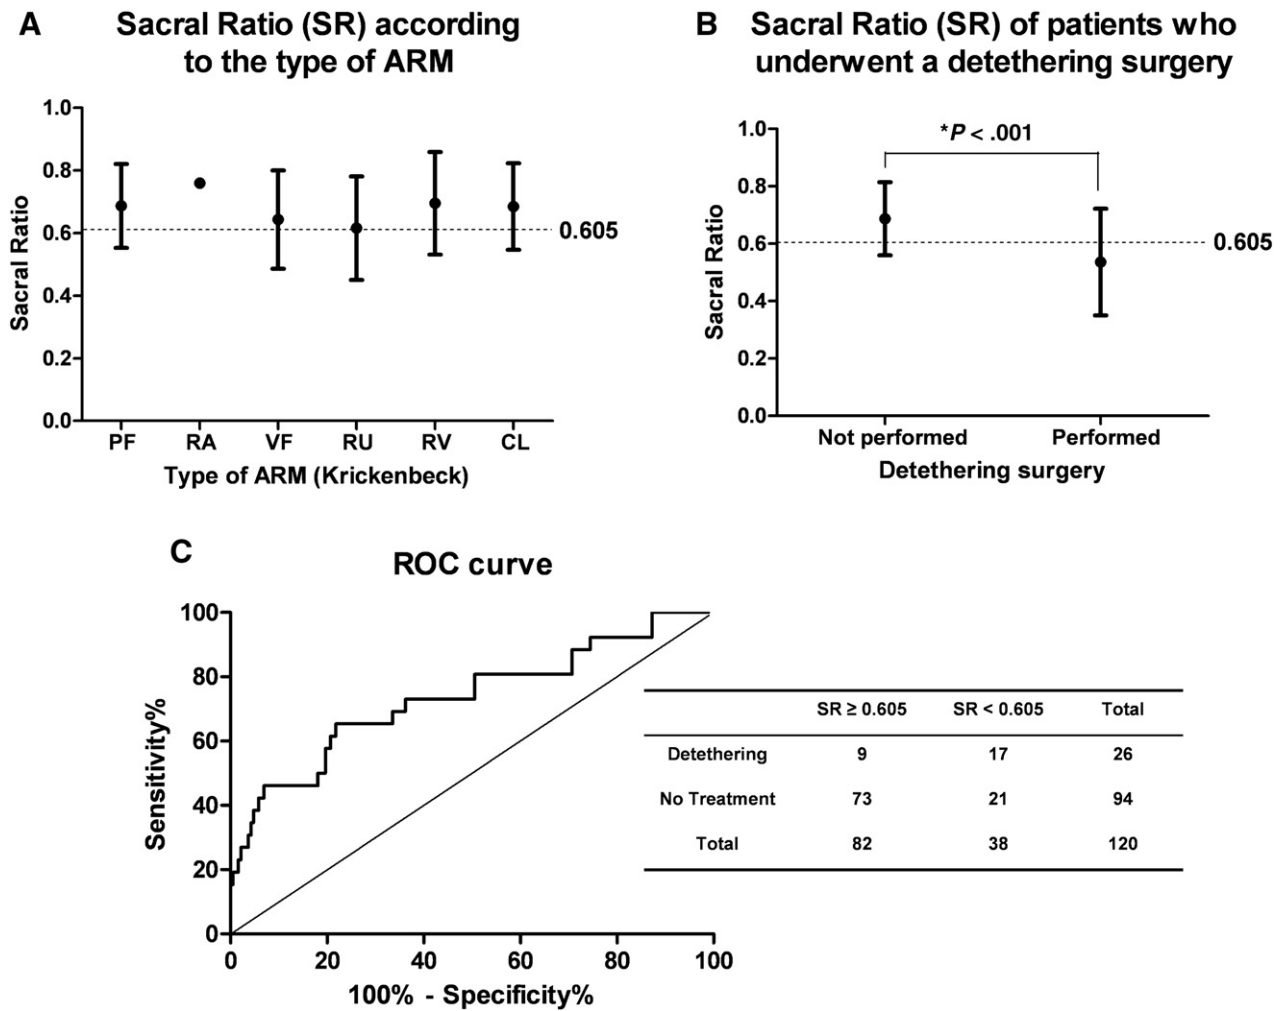 A
Sacral Ratio (SR) according
to the type of ARM
Sacral Ratio
1.0
0.8
0.6
0.4
0.2
0.0
0.605
PF RA VF RU RV CL
Type of ARM (Krickenbeck)
B
Sacral Ratio (SR) of patients who
underwent a detethering surgery
*P < .001
Sacral Ratio
1.0
0.8
0.6
0.4
0.2
0.0
0.605
Not performed Performed
Detethering surgery
C
ROC curve
Sensitivity%
100
80
60
40
20
0
0 20 40 60 80 100
100% - Specificity%
SR ≥ 0.605 SR < 0.605 Total
Detethering 9 17 26
No Treatment 73 21 94
Total 82 38 120